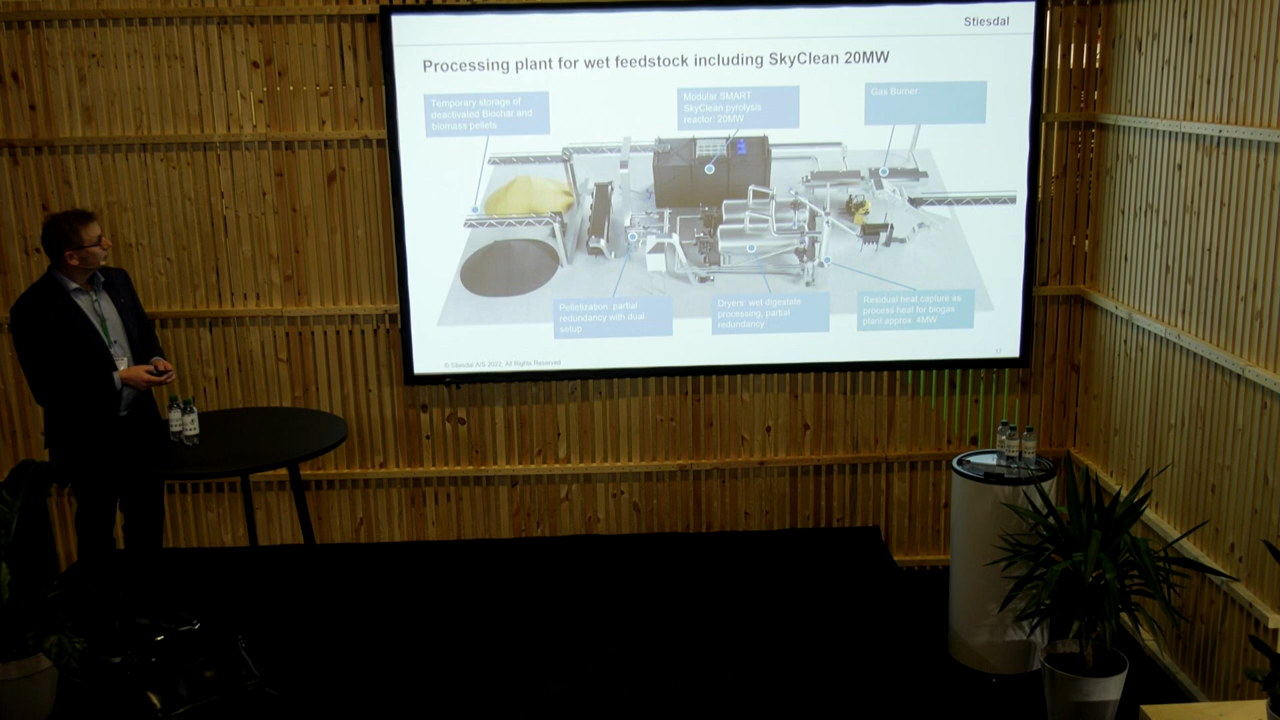 Stiesdal
Processing plant for wet feedstock including SkyClean 20MW
Temporary storage of
deactivated Biochar and
biomass pellets
Modular SMART
SkyClean pyrolysis
reactor: 20MW
Gas Burner
Pelletization: partial
redundancy with dual
setup
Dryers: wet digestate
processing, partial
redundancy
Residual heat capture as
process heat for biogas
plant approx. 4MW
© Stiesdal A/S 2022, All Rights Reserved
17